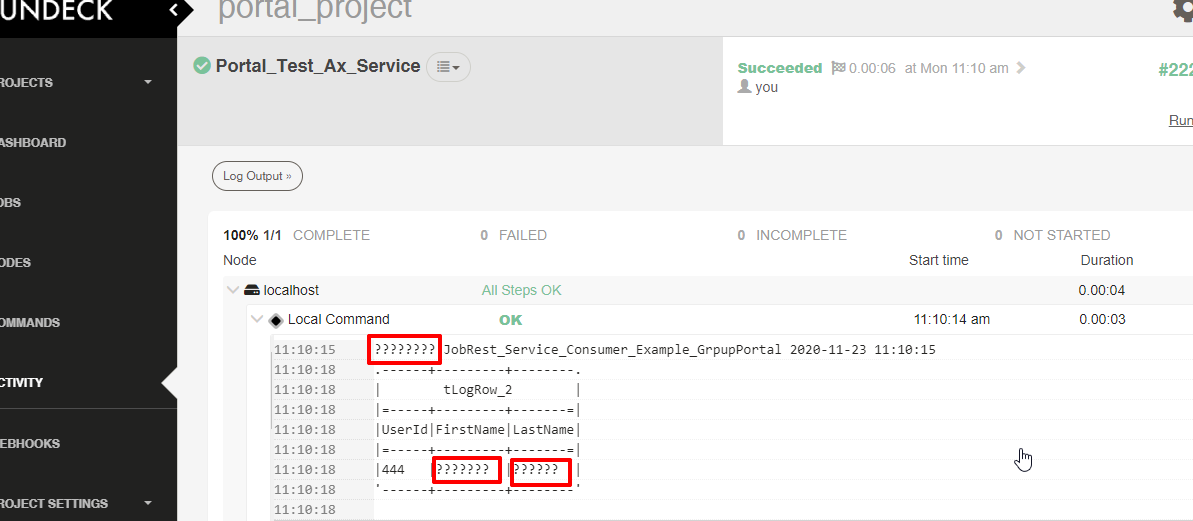 UNDECK
portal_project
ROJECTS
ASHBOARD
OBS
ODES
OMMANDS
CTIVITY
EBHOOKS
ROJECT SETTINGS
Portal_Test_Ax_Service
Succeeded 0.00:06 at Mon 11:10 am
#222
you
Run
Log Output »
100% 1/1 COMPLETE 0 FAILED 0 INCOMPLETE 0 NOT STARTED
Node Start time Duration
localhost All Steps OK 0.00:04
Local Command OK 11:10:14 am 0.00:03
11:10:15 ???????? JobRest_Service_Consumer_Example_GrpupPortal 2020-11-23 11:10:15
11:10:18 .------+---------+--------.
11:10:18 | tLogRow_2 |
11:10:18 |=-----+---------+-------=|
11:10:18 |UserId|FirstName|LastName|
11:10:18 |=-----+---------+-------=|
11:10:18 |444 |??????? |?????? |
11:10:18 '------+---------+--------'
11:10:18